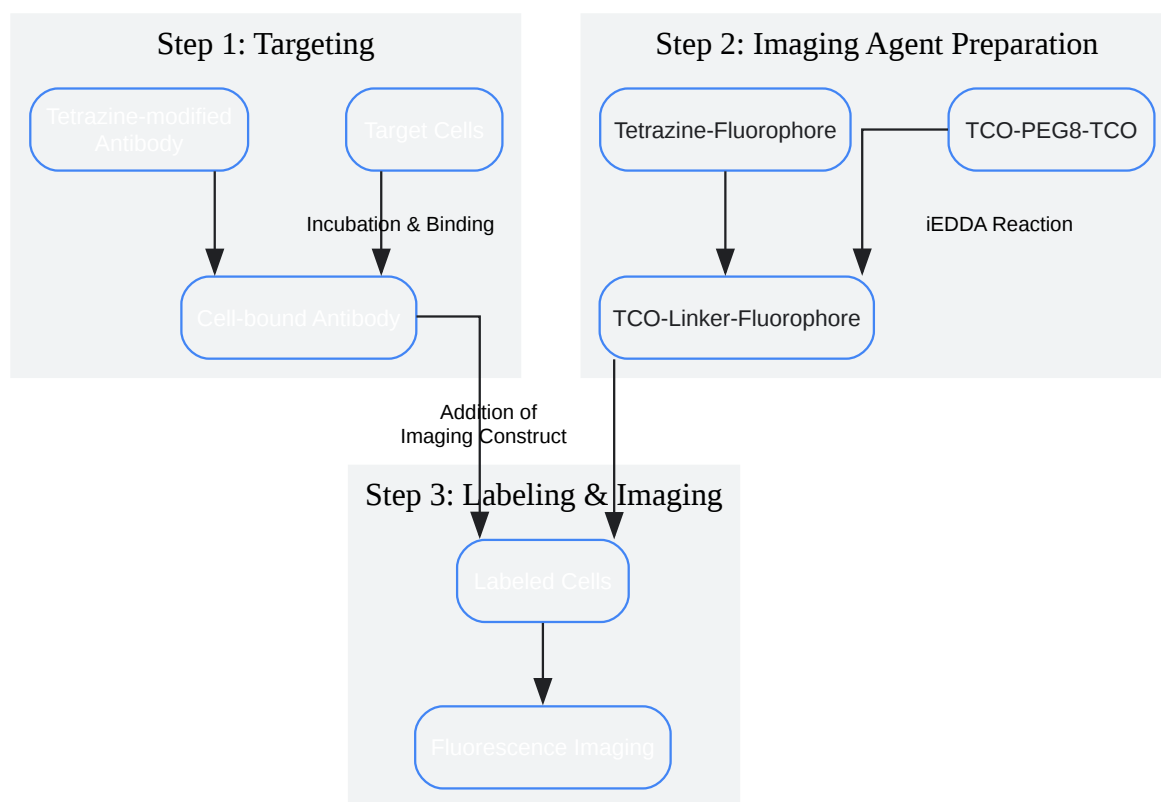 Step 1: Targeting
Tetrazine-modified
Antibody
Target Cells
Incubation & Binding
Cell-bound Antibody
Step 2: Imaging Agent Preparation
Tetrazine-Fluorophore
TCO-PEG8-TCO
iEDDA Reaction
TCO-Linker-Fluorophore
Addition of
Imaging Construct
Step 3: Labeling & Imaging
Labeled Cells
Fluorescence Imaging